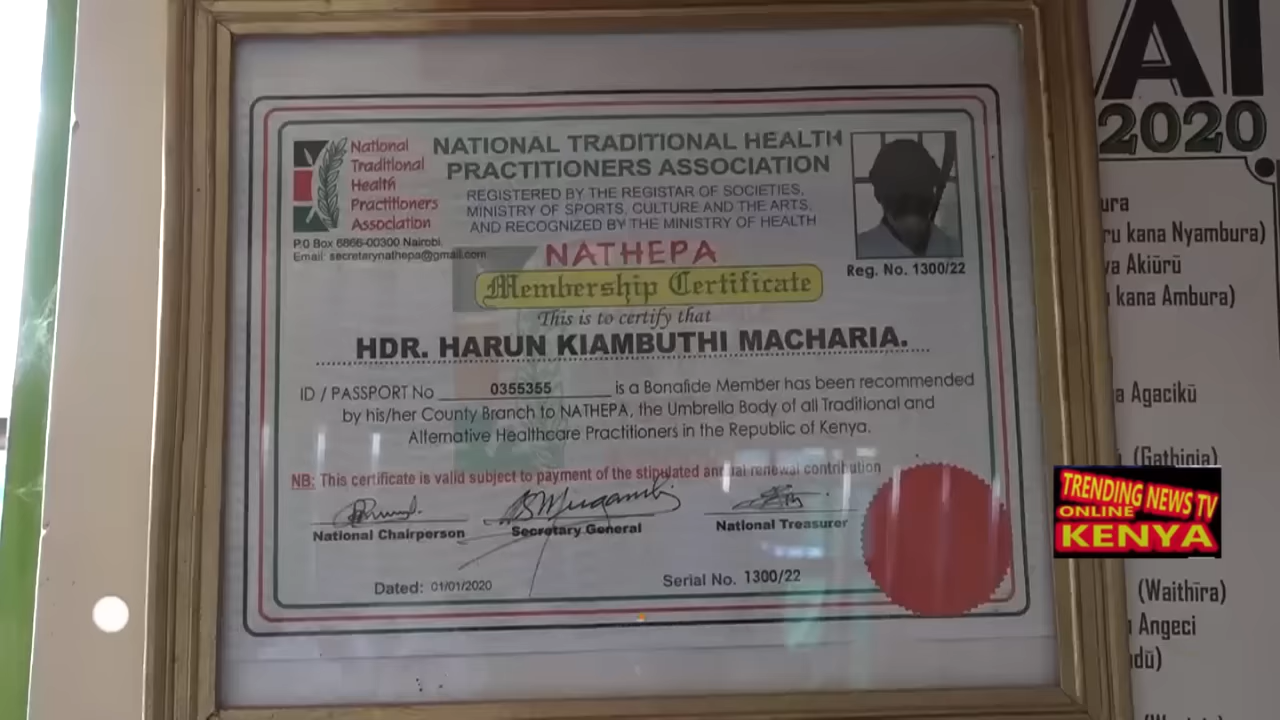 National
Traditional
Health
Practitioners
Association
P.O Box 6866-00300 Nairobi.
Email: secretarynathepa@gmail.com
NATIONAL TRADITIONAL HEALTH
PRACTITIONERS ASSOCIATION
REGISTERED BY THE REGISTRAR OF SOCIETIES,
MINISTRY OF SPORTS, CULTURE AND THE ARTS,
AND RECOGNIZED BY THE MINISTRY OF HEALTH
NATHEPA
Membership Certificate
Reg. No. 1300/22
This is to certify that
HDR. HARUN KIAMBUTHI MACHARIA.
ID / PASSPORT No 0355355 is a Bonafide Member has been recommended
by his/her County Branch to NATHEPA, the Umbrella Body of all Traditional and
Alternative Healthcare Practitioners in the Republic of Kenya.
NB: This certificate is valid subject to payment of the stipulated annual renewal contribution
National Chairperson
Secretary General
National Treasurer
Dated: 01/01/2020
Serial No. 1300/22
AI
2020
ura
ru kana Nyambura)
ya Akiūrū
kana Ambura)
a Agacikū
(Gathigia)
(Waithīra)
Angeci
dū)
TRENDING NEWS TV
ONLINE
KENYA